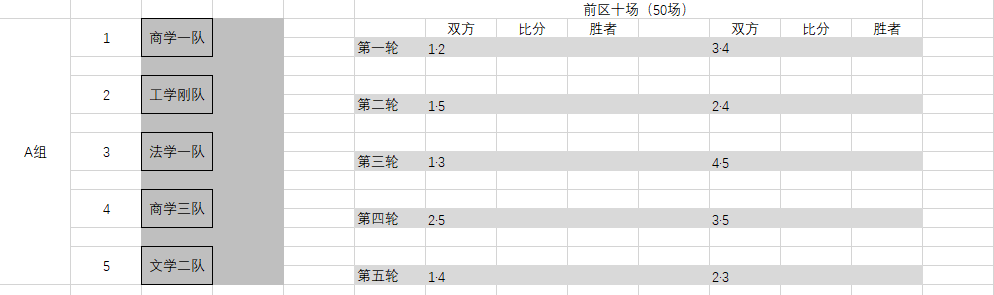 前区十场（50场）
双方 比分 胜者 双方 比分 胜者
1 商学一队 第一轮 1·2 3·4
2 工学刚队 第二轮 1·5 2·4
A组 3 法学一队 第三轮 1·3 4·5
4 商学三队 第四轮 2·5 3·5
5 文学二队 第五轮 1·4 2·3